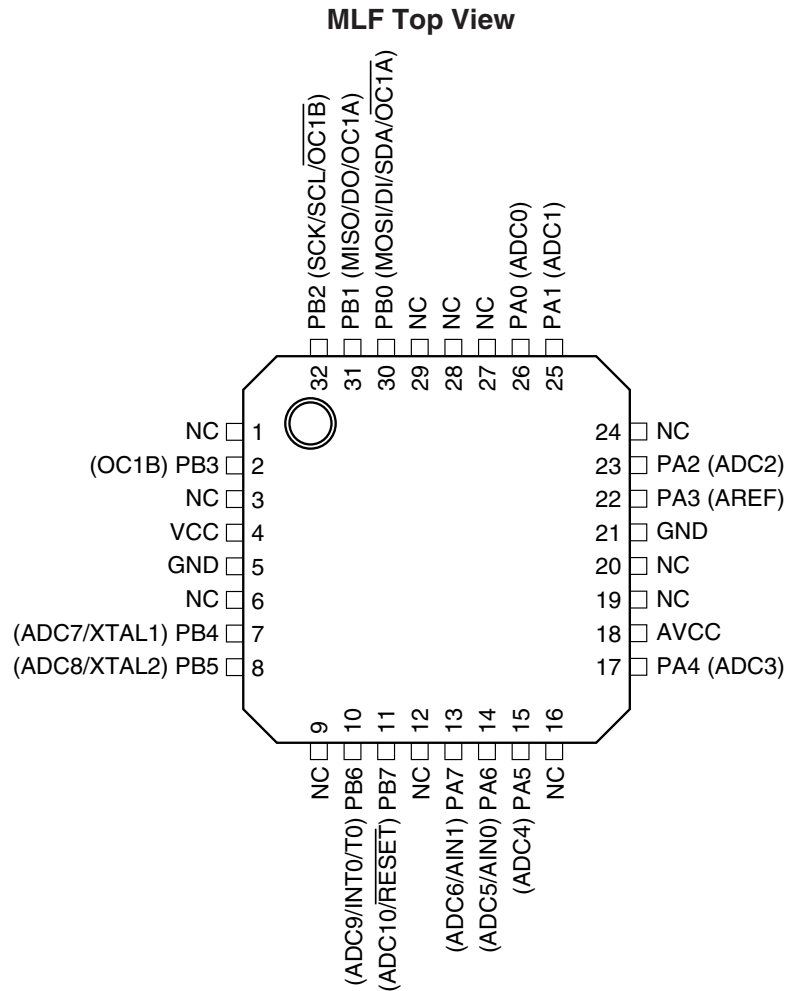 MLF Top View
PB2 (SCK/SCL/OC1B)
PB1 (MISO/DO/OC1A)
PB0 (MOSI/DI/SDA/OC1A)
NC
NC
NC
PA0 (ADC0)
PA1 (ADC1)
32
31
30
29
28
27
26
25
NC 1
(OC1B) PB3 2
NC 3
VCC 4
GND 5
NC 6
(ADC7/XTAL1) PB4 7
(ADC8/XTAL2) PB5 8
24 NC
23 PA2 (ADC2)
22 PA3 (AREF)
21 GND
20 NC
19 NC
18 AVCC
17 PA4 (ADC3)
9
10
11
12
13
14
15
16
NC
(ADC9/INT0/T0) PB6
(ADC10/RESET) PB7
NC
(ADC6/AIN1) PA7
(ADC5/AIN0) PA6
(ADC4) PA5
NC